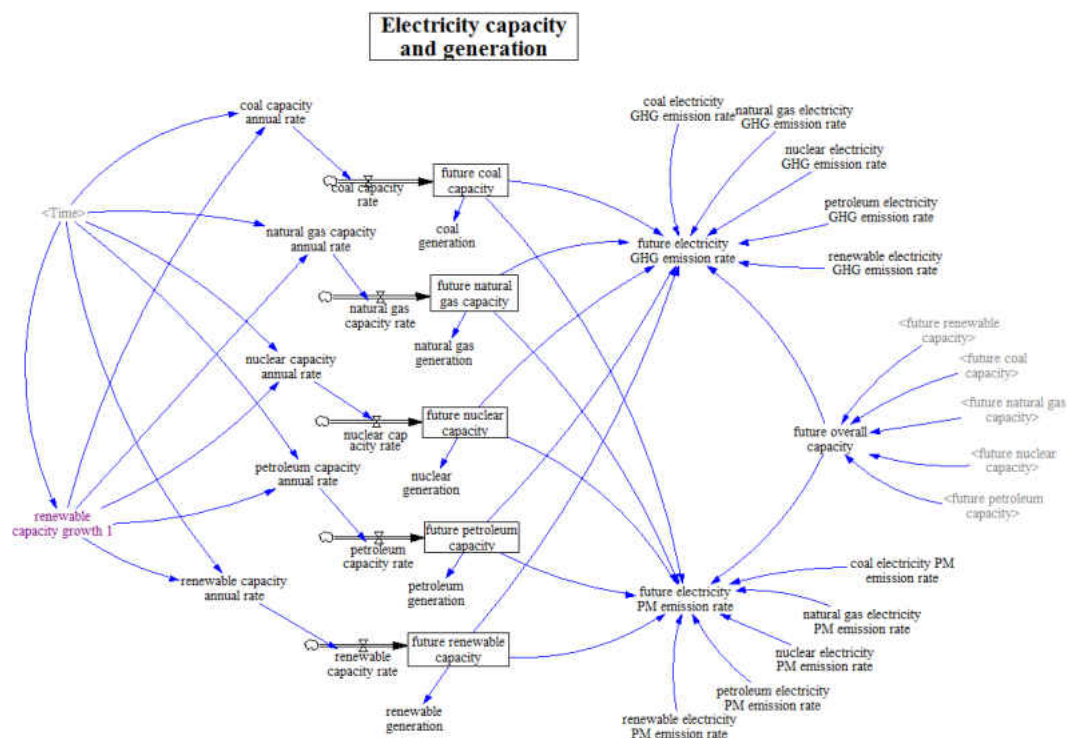 Electricity capacity
and generation
coal capacity
annual rate
coal electricity
GHG emission rate
natural gas electricity
GHG emission rate
nuclear electricity
GHG emission rate
coal capacity
rate
future coal
capacity
<Time>
coal
generation
petroleum electricity
GHG emission rate
natural gas capacity
annual rate
future electricity
GHG emission rate
renewable electricity
GHG emission rate
natural gas
capacity rate
future natural
gas capacity
natural gas
generation
<future renewable
capacity>
<future coal
capacity>
nuclear capacity
annual rate
<future natural gas
capacity>
nuclear cap
acity rate
future nuclear
capacity
future overall
capacity
<future nuclear
capacity>
petroleum capacity
annual rate
nuclear
generation
<future petroleum
capacity>
renewable
capacity growth 1
petroleum
capacity rate
future petroleum
capacity
coal electricity PM
emission rate
renewable capacity
annual rate
petroleum
generation
future electricity
PM emission rate
natural gas electricity
PM emission rate
renewable
capacity rate
future renewable
capacity
nuclear electricity
PM emission rate
petroleum electricity
PM emission rate
renewable
generation
renewable electricity
PM emission rate